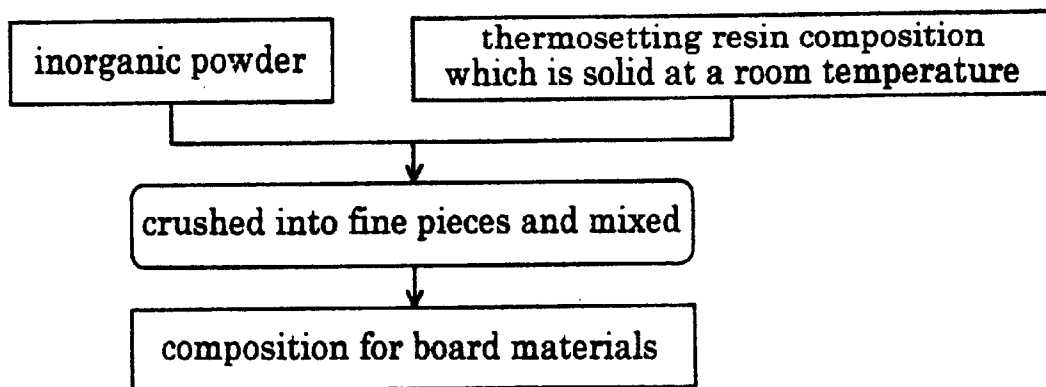 inorganic powder
thermosetting resin composition
which is solid at a room temperature
crushed into fine pieces and mixed
composition for board materials